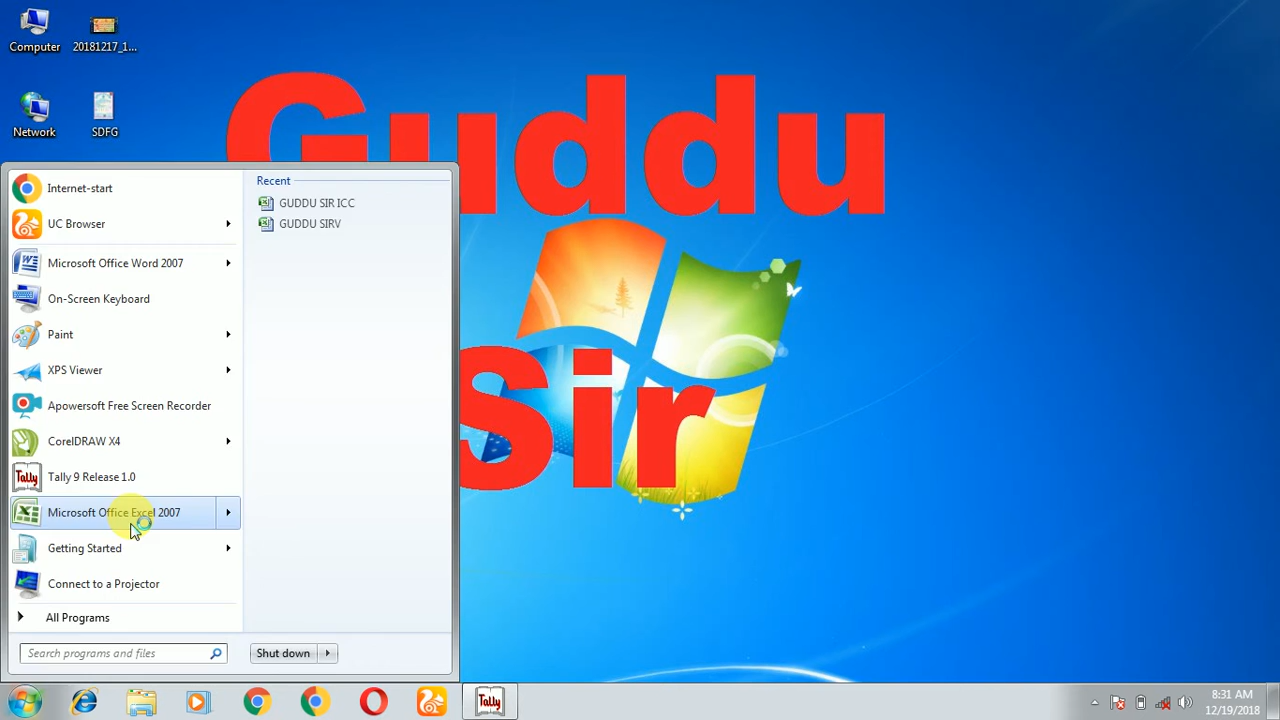 Computer
20181217_1...
Network
SDFG
Guddu
Sir
Internet-start
UC Browser
Microsoft Office Word 2007
On-Screen Keyboard
Paint
XPS Viewer
Apowersoft Free Screen Recorder
CorelDRAW X4
Tally 9 Release 1.0
Microsoft Office Excel 2007
Getting Started
Connect to a Projector
All Programs
Search programs and files
Recent
GUDDU SIR ICC
GUDDU SIRV
Shut down
Tally
Tally
8:31 AM
12/19/2018